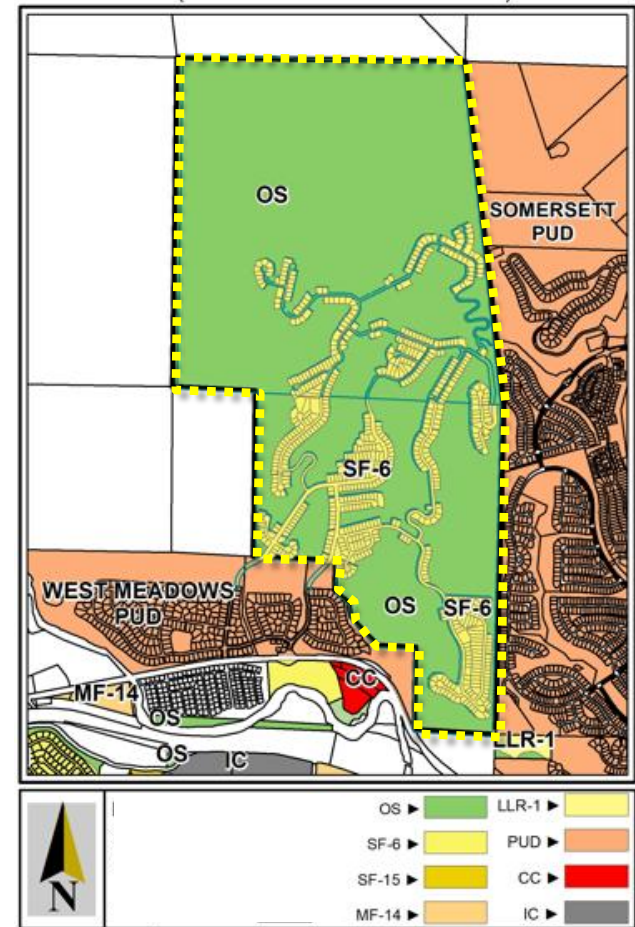 OS
SOMERSETT
PUD
SF-6
WEST MEADOWS
PUD
OS
SF-6
CC
MF-14
OS
LLR-1
OS
IC
N
OS ►
LLR-1 ►
SF-6 ►
PUD ►
SF-15 ►
CC ►
MF-14 ►
IC ►